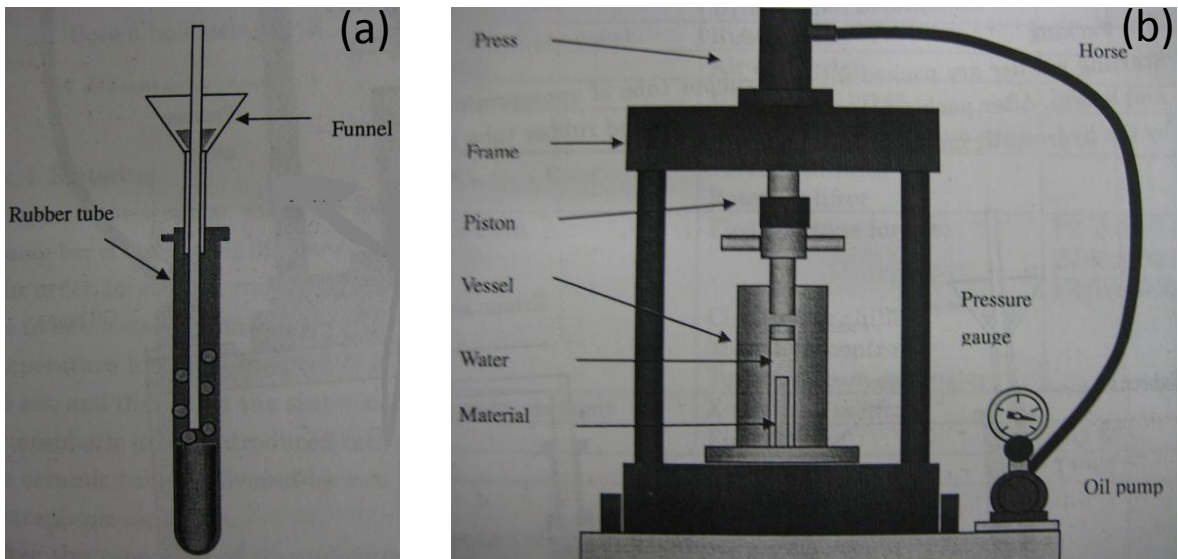 (a)
Funnel
Rubber tube
(b)
Press
Horse
Frame
Piston
Vessel
Pressure
gauge
Water
Material
Oil pump